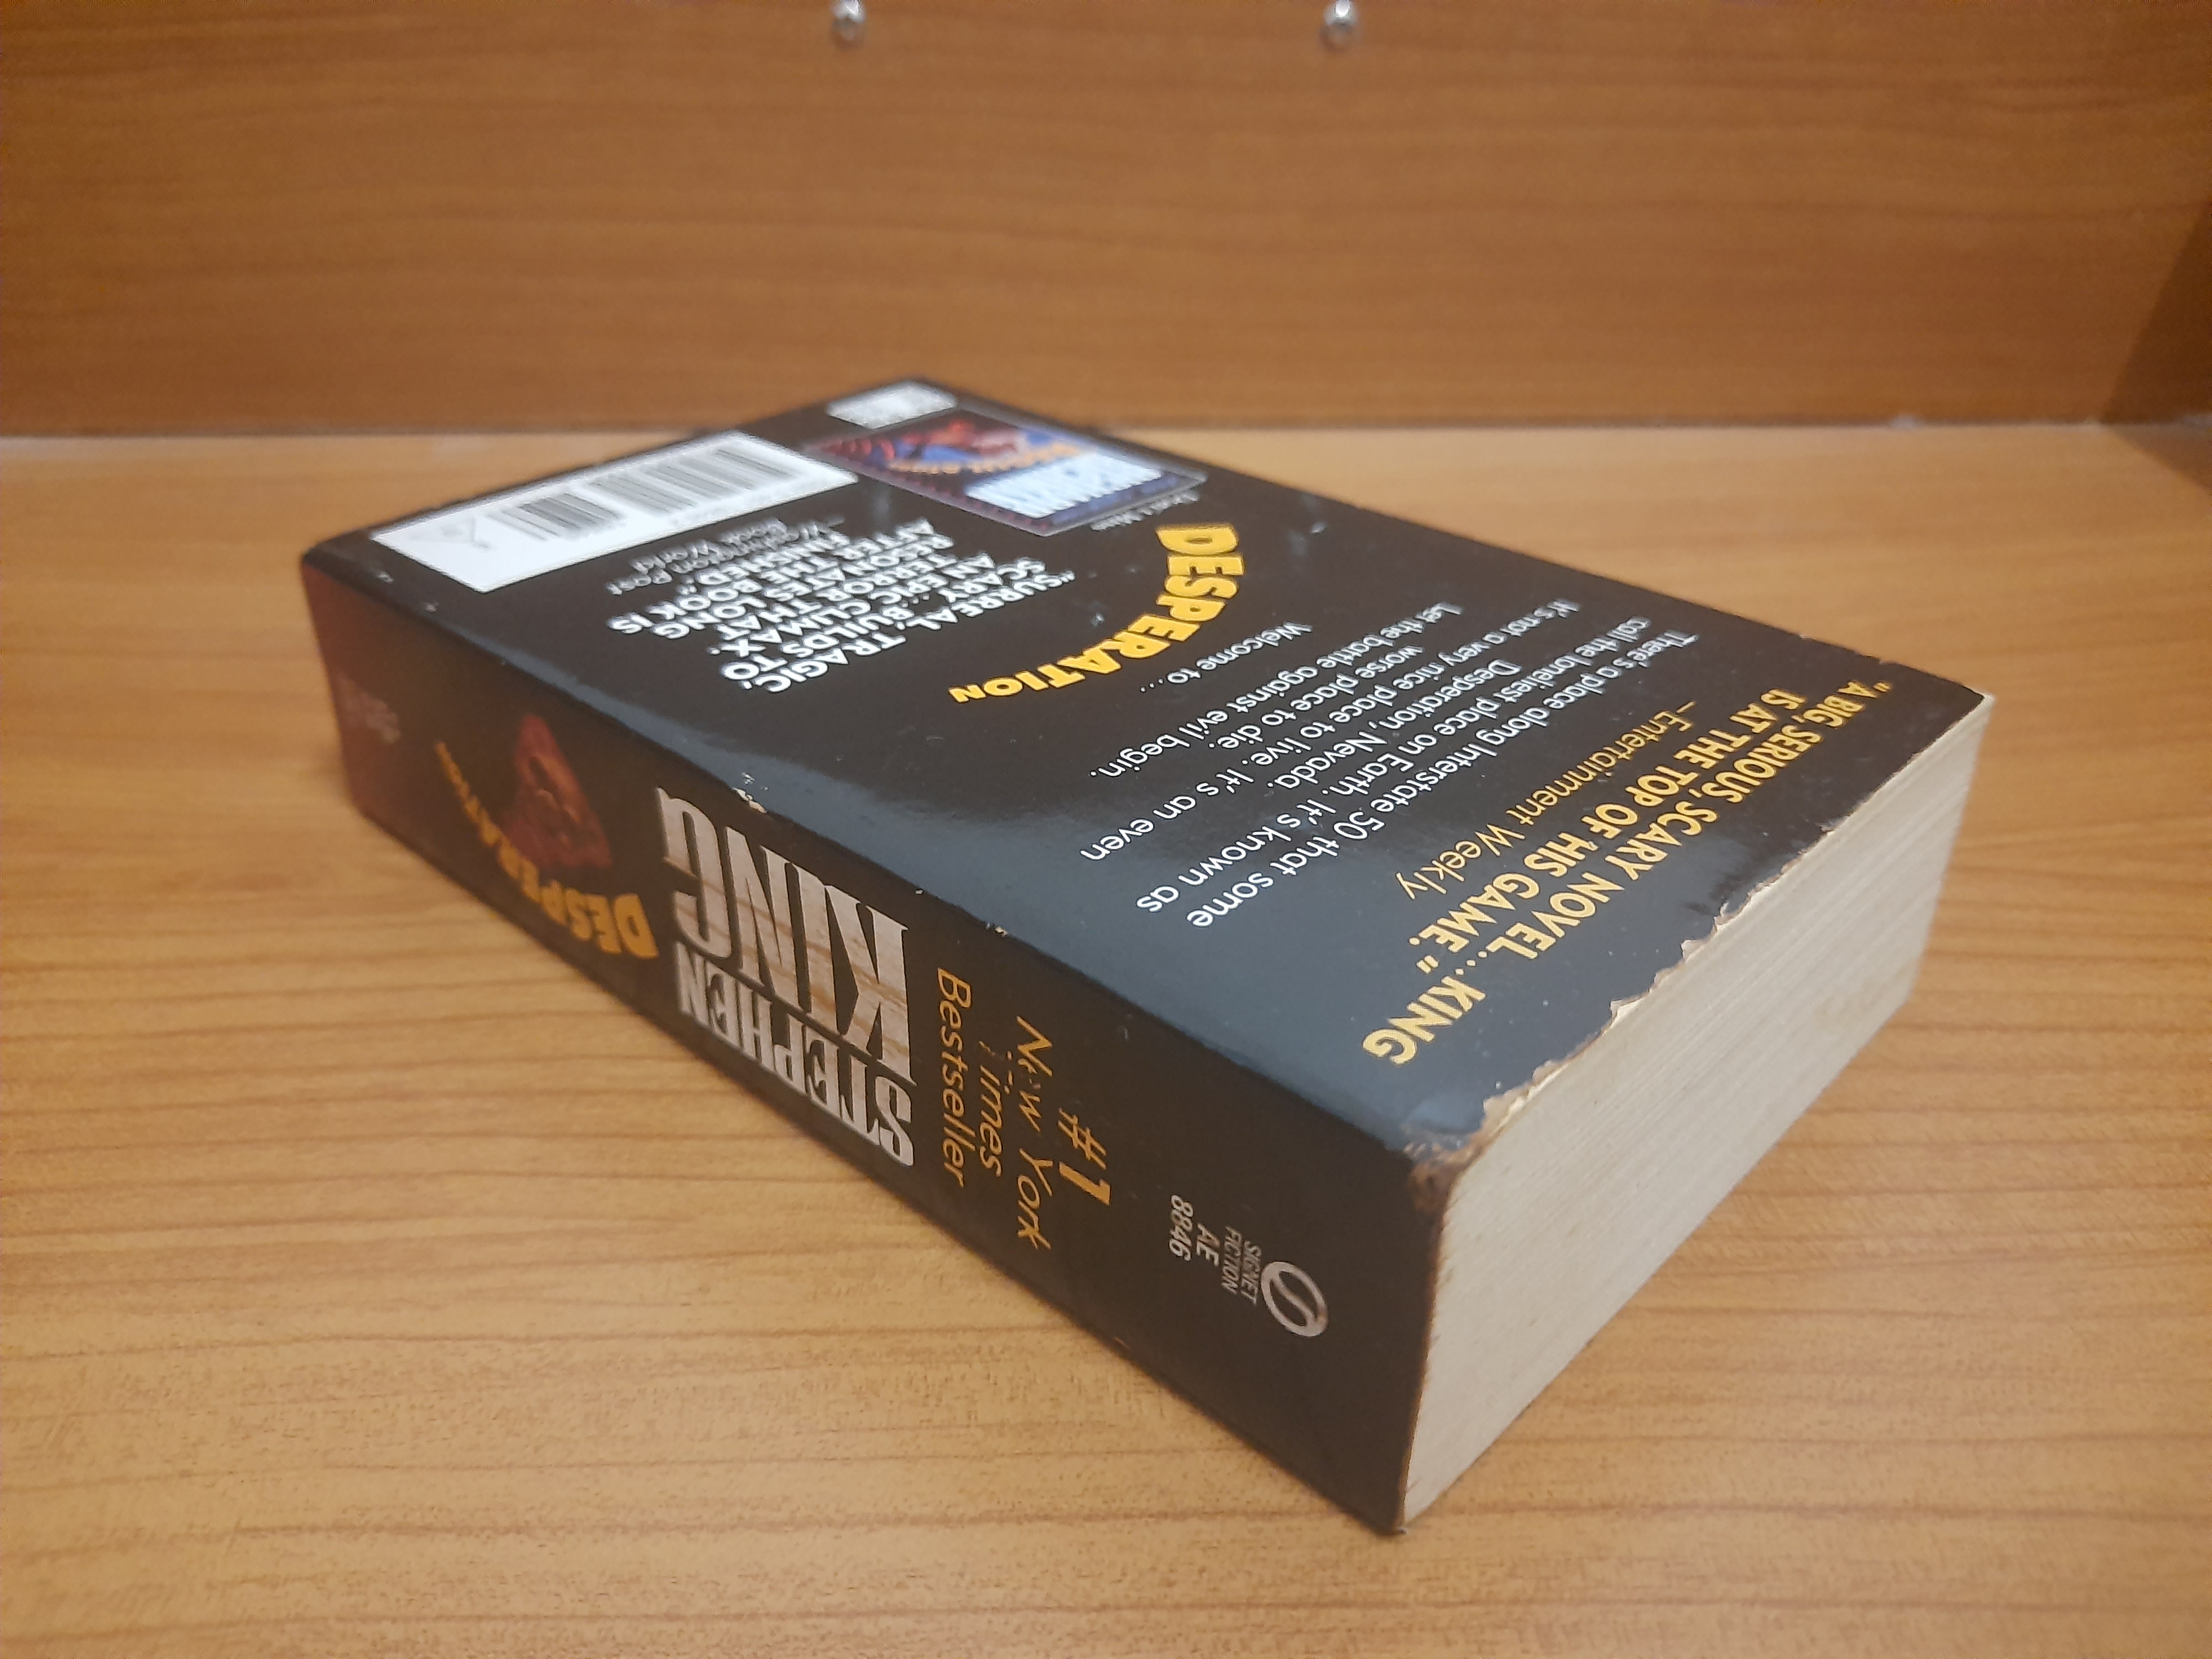 "A BIG, SERIOUS, SCARY NOVEL.... KING
IS AT THE TOP OF HIS GAME."
—Entertainment Weekly
There's a place along Interstate 50 that some
call the loneliest place on Earth. It's known as
Desperation, Nevada.
It's not a very nice place to live. It's an even
worse place to die.
Let the battle against evil begin.
Welcome to...
DESPERATION
"SURREAL, TRAGIC,
SCARY...BUILDS TO
AN EPIC CLIMAX.
A TERROR THAT
RESONATES LONG
AFTER THE BOOK IS
FINISHED."
—Washington Post
Book World
BACHMAN
SIGNET
FICTION
AE
8846
#1
New York
Times
Bestseller
STEPHEN
KING
DESPERATION